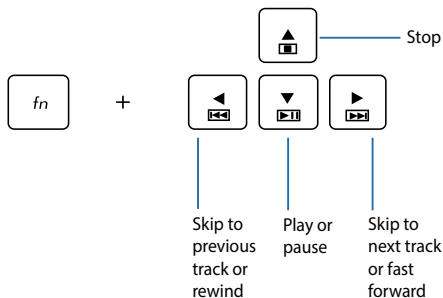 Stop
fn +
Skip to
previous
track or
rewind
Play or
pause
Skip to
next track
or fast
forward